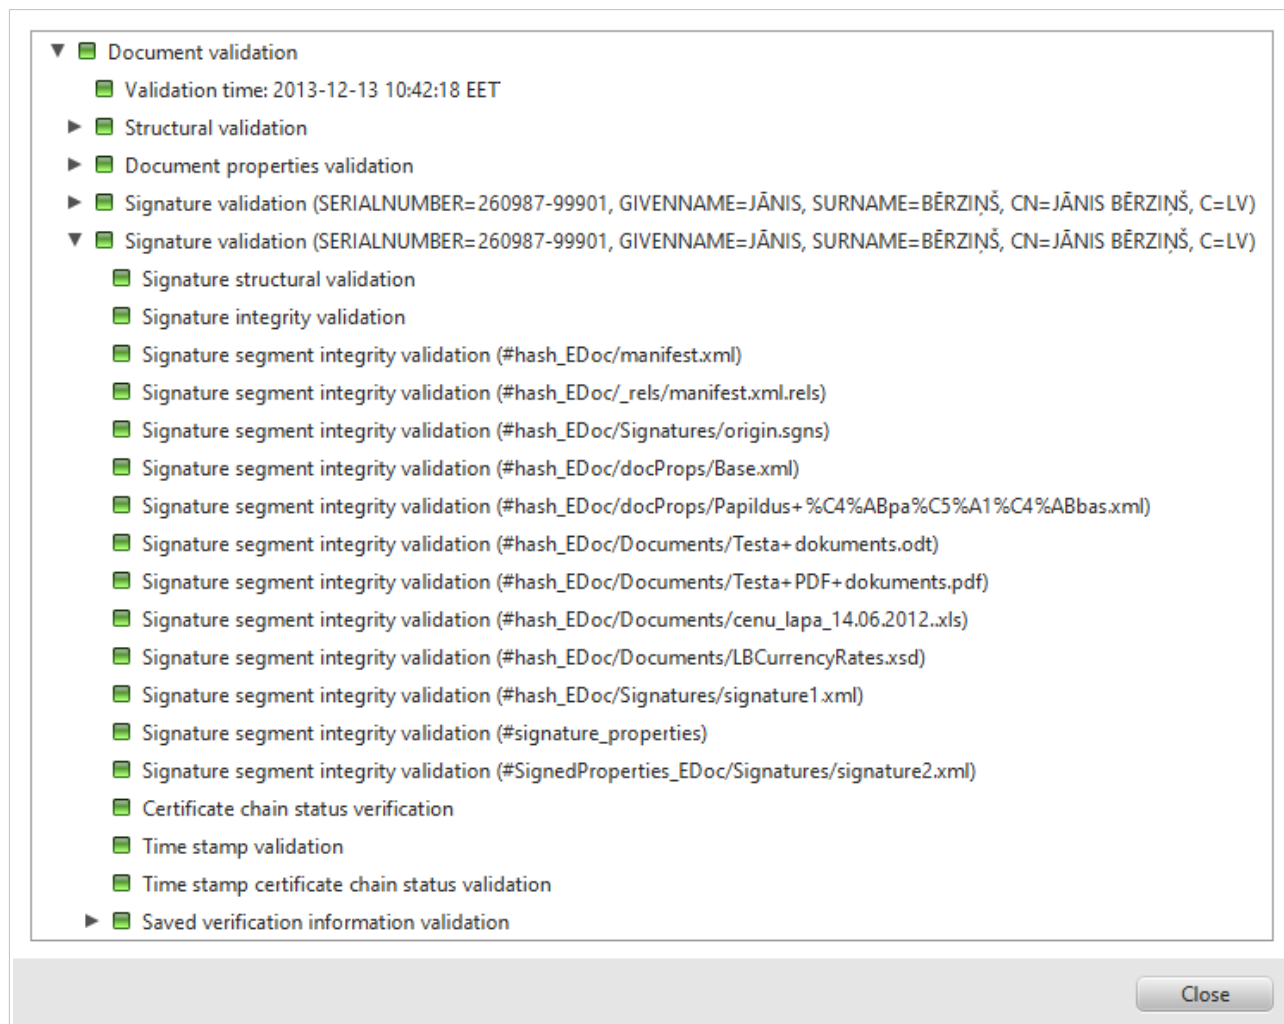 Document validation
Validation time: 2013-12-13 10:42:18 EET
Structural validation
Document properties validation
Signature validation (SERIALNUMBER=260987-99901, GIVENNAME=JĀNIS, SURNAME=BĒRZIŅŠ, CN=JĀNIS BĒRZIŅŠ, C=LV)
Signature validation (SERIALNUMBER=260987-99901, GIVENNAME=JĀNIS, SURNAME=BĒRZIŅŠ, CN=JĀNIS BĒRZIŅŠ, C=LV)
Signature structural validation
Signature integrity validation
Signature segment integrity validation (#hash_EDoc/manifest.xml)
Signature segment integrity validation (#hash_EDoc/_rels/manifest.xml.rels)
Signature segment integrity validation (#hash_EDoc/Signatures/origin.sgns)
Signature segment integrity validation (#hash_EDoc/docProps/Base.xml)
Signature segment integrity validation (#hash_EDoc/docProps/Papildus+%C4%ABpa%C5%A1%C4%ABbas.xml)
Signature segment integrity validation (#hash_EDoc/Documents/Testa+dokuments.odt)
Signature segment integrity validation (#hash_EDoc/Documents/Testa+PDF+dokuments.pdf)
Signature segment integrity validation (#hash_EDoc/Documents/cenu_lapa_14.06.2012..xls)
Signature segment integrity validation (#hash_EDoc/Documents/LBCurrencyRates.xsd)
Signature segment integrity validation (#hash_EDoc/Signatures/signature1.xml)
Signature segment integrity validation (#signature_properties)
Signature segment integrity validation (#SignedProperties_EDoc/Signatures/signature2.xml)
Certificate chain status verification
Time stamp validation
Time stamp certificate chain status validation
Saved verification information validation
Close